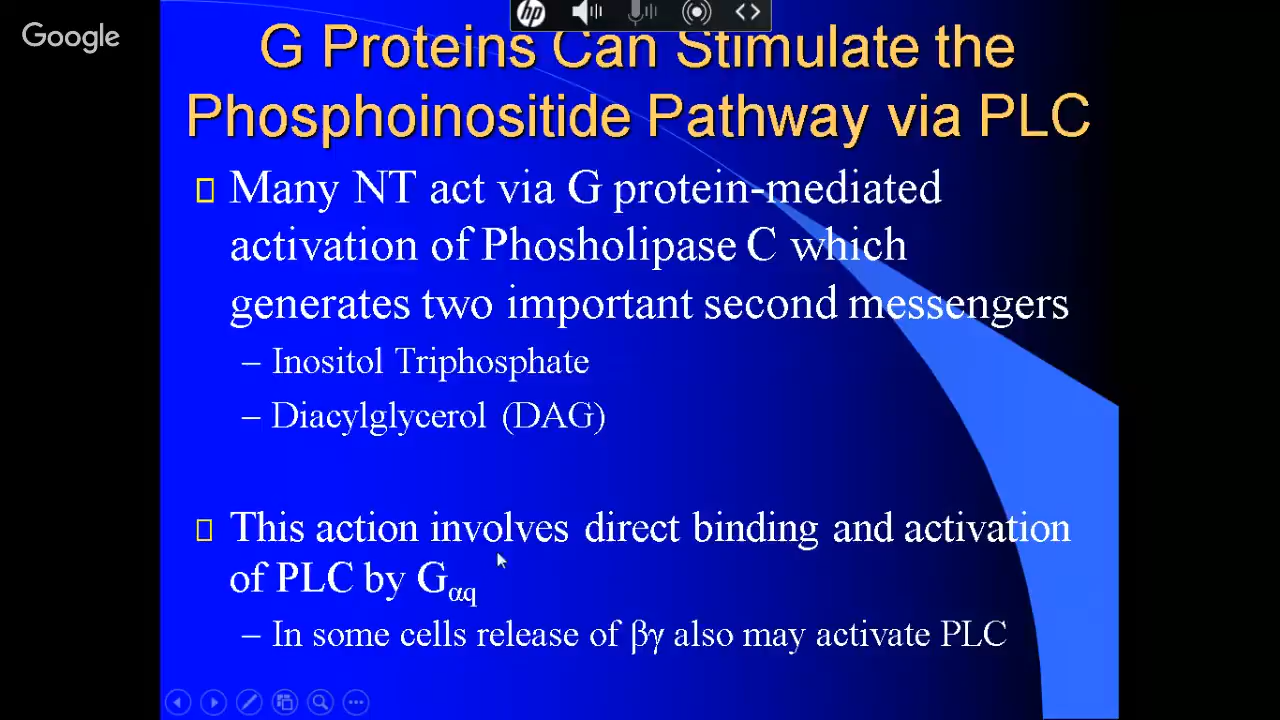 Google
hp
G Proteins Can Stimulate the
Phosphoinositide Pathway via PLC
Many NT act via G protein-mediated
activation of Phosholipase C which
generates two important second messengers
– Inositol Triphosphate
– Diacylglycerol (DAG)
This action involves direct binding and activation
of PLC by Gαq
– In some cells release of βγ also may activate PLC